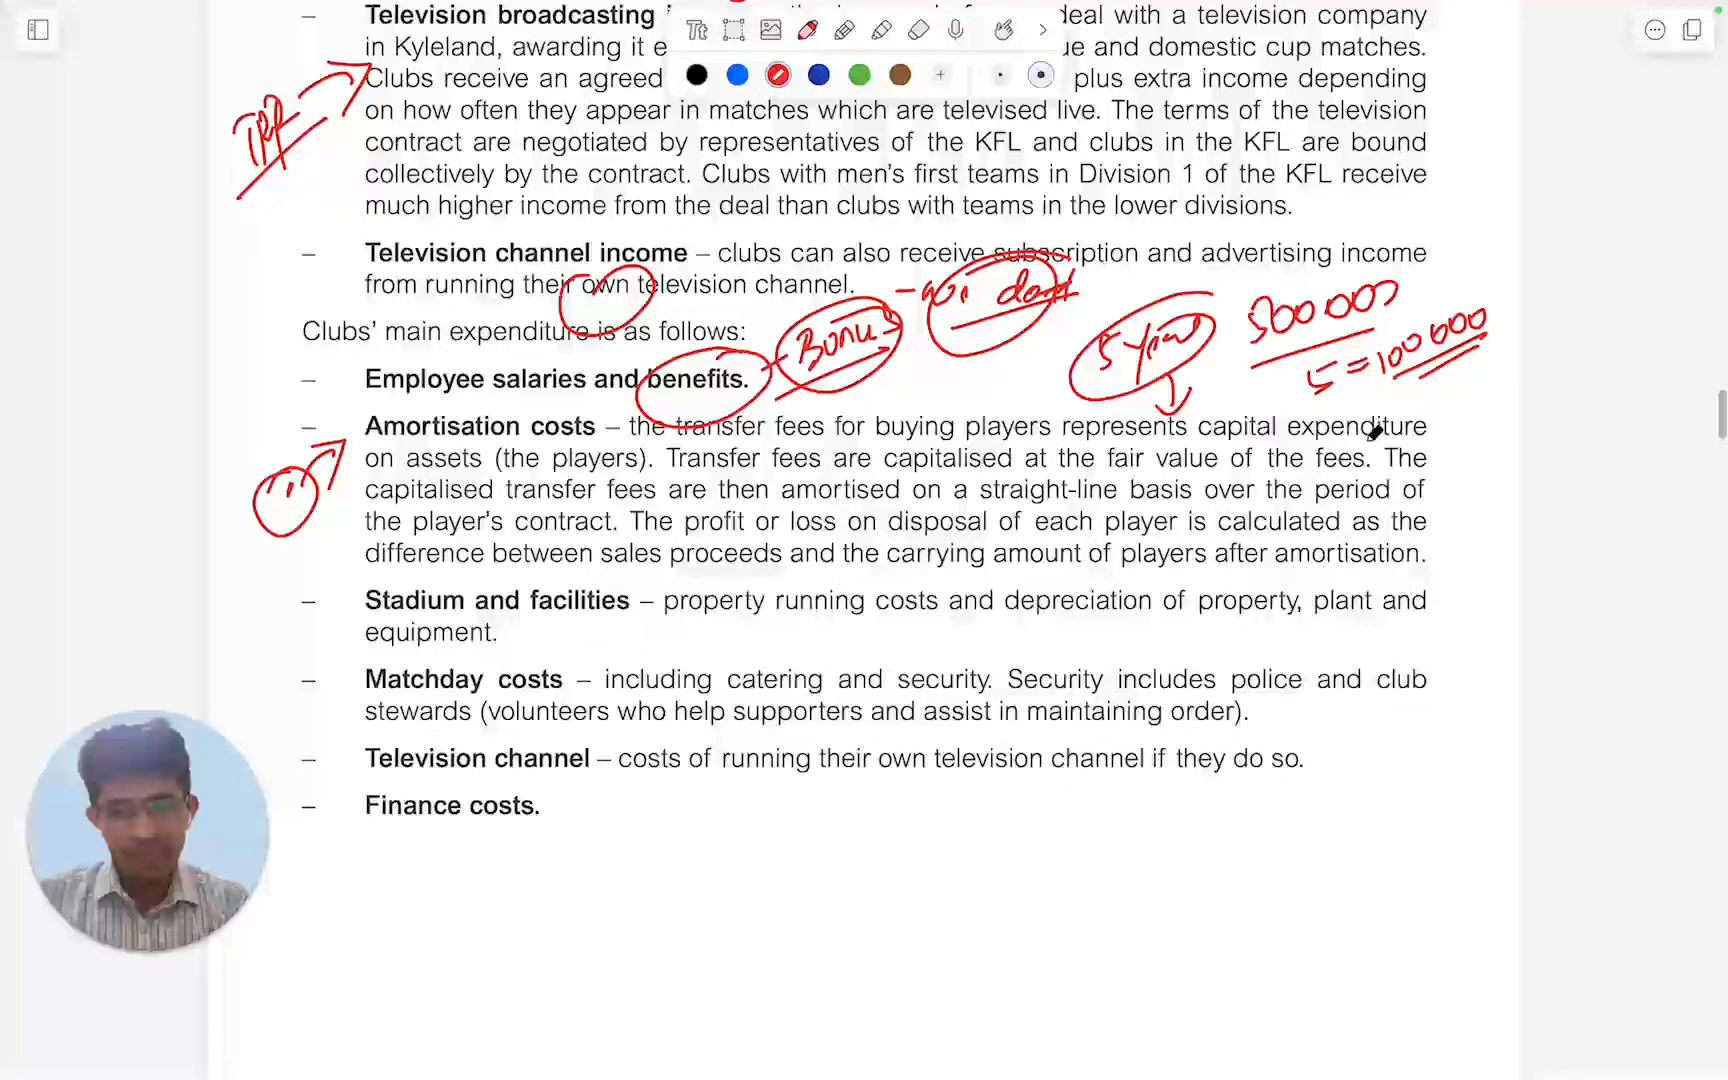 – Television broadcasting
deal with a television company
in Kyleland, awarding it e
ue and domestic cup matches.
Clubs receive an agreed
plus extra income depending
on how often they appear in matches which are televised live. The terms of the television
contract are negotiated by representatives of the KFL and clubs in the KFL are bound
collectively by the contract. Clubs with men's first teams in Division 1 of the KFL receive
much higher income from the deal than clubs with teams in the lower divisions.
Tt
TRP
– Television channel income – clubs can also receive subscription and advertising income
from running their own television channel.
Clubs' main expenditure is as follows:
Bonus
5 year
500000
5 = 100000
– Employee salaries and benefits.
– Amortisation costs – the transfer fees for buying players represents capital expenditure
on assets (the players). Transfer fees are capitalised at the fair value of the fees. The
capitalised transfer fees are then amortised on a straight-line basis over the period of
the player's contract. The profit or loss on disposal of each player is calculated as the
difference between sales proceeds and the carrying amount of players after amortisation.
– Stadium and facilities – property running costs and depreciation of property, plant and
equipment.
– Matchday costs – including catering and security. Security includes police and club
stewards (volunteers who help supporters and assist in maintaining order).
– Television channel – costs of running their own television channel if they do so.
– Finance costs.